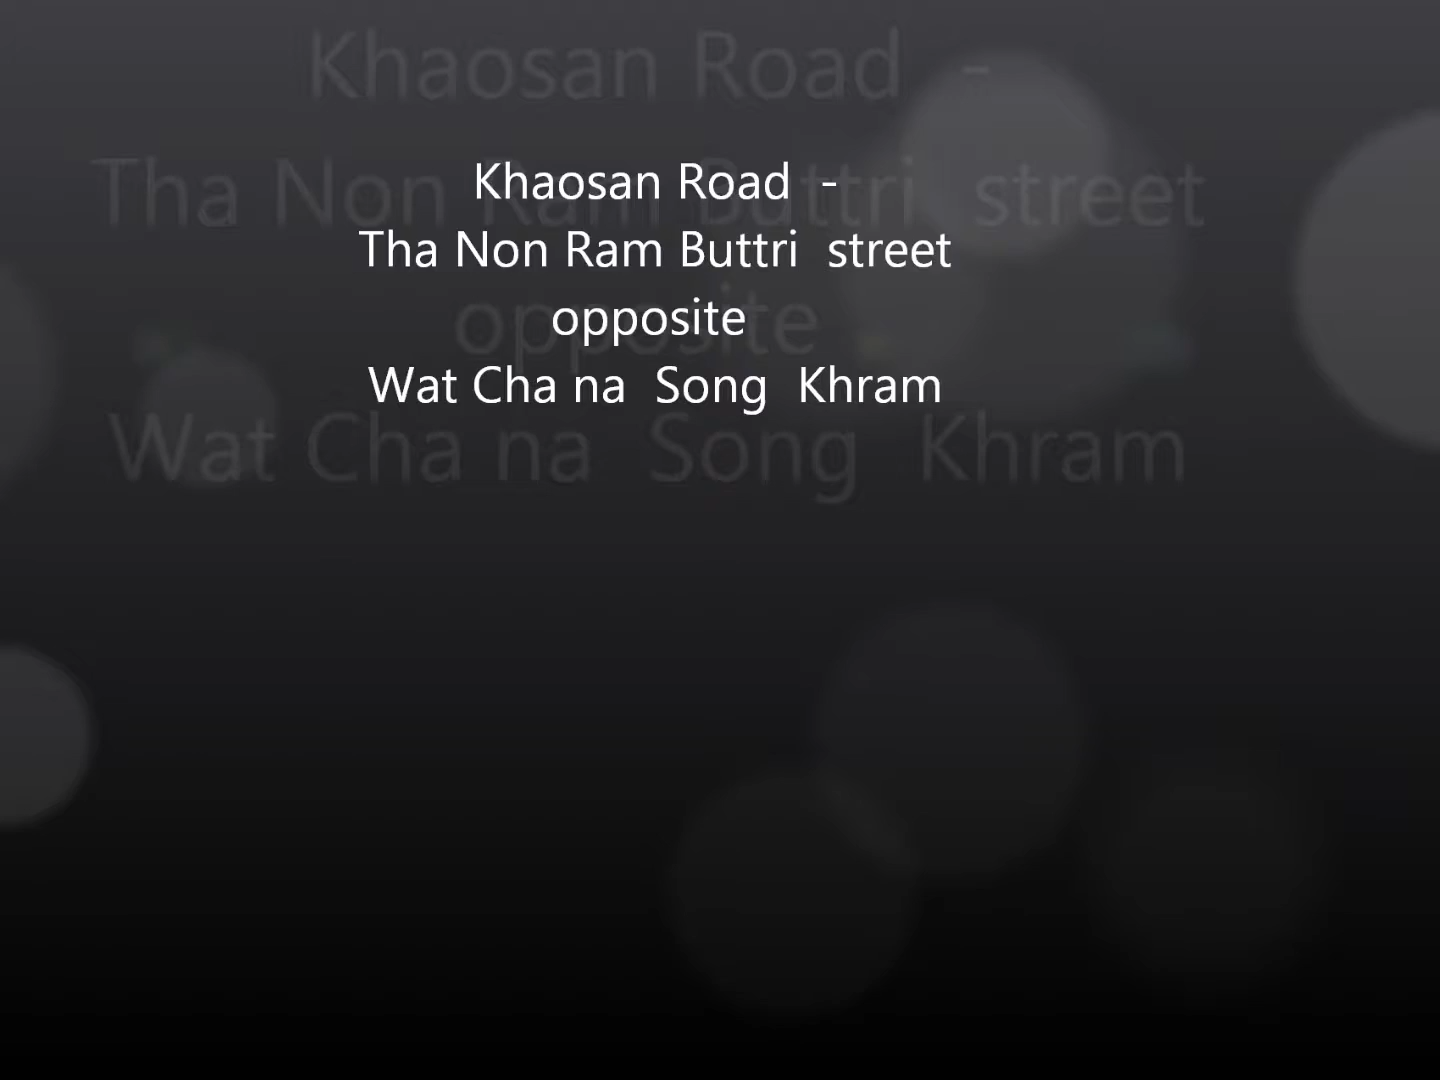 Khaosan Road  -
Tha Non Ram Buttri  street
opposite
Wat Cha na  Song  Khram